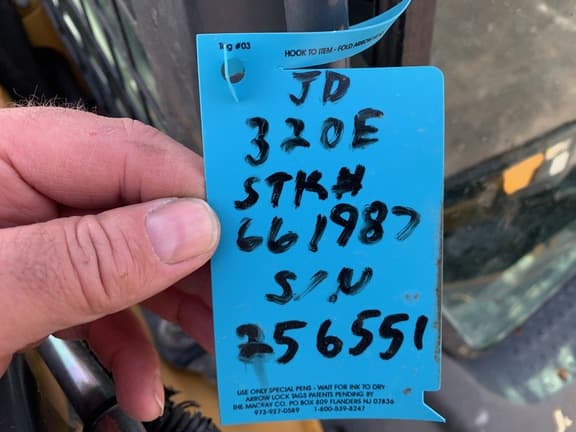 Tag #03
HOOK TO ITEM - FOLD ARROW
JD
320E
STK#
661987
S/N
256551
USE ONLY SPECIAL PENS - WAIT FOR INK TO DRY
ARROW LOCK TAGS PATENTS PENDING BY
THE MACKAY CO. PO BOX 809 FLANDERS NJ 07836
973-927-0589 1-800-539-8247